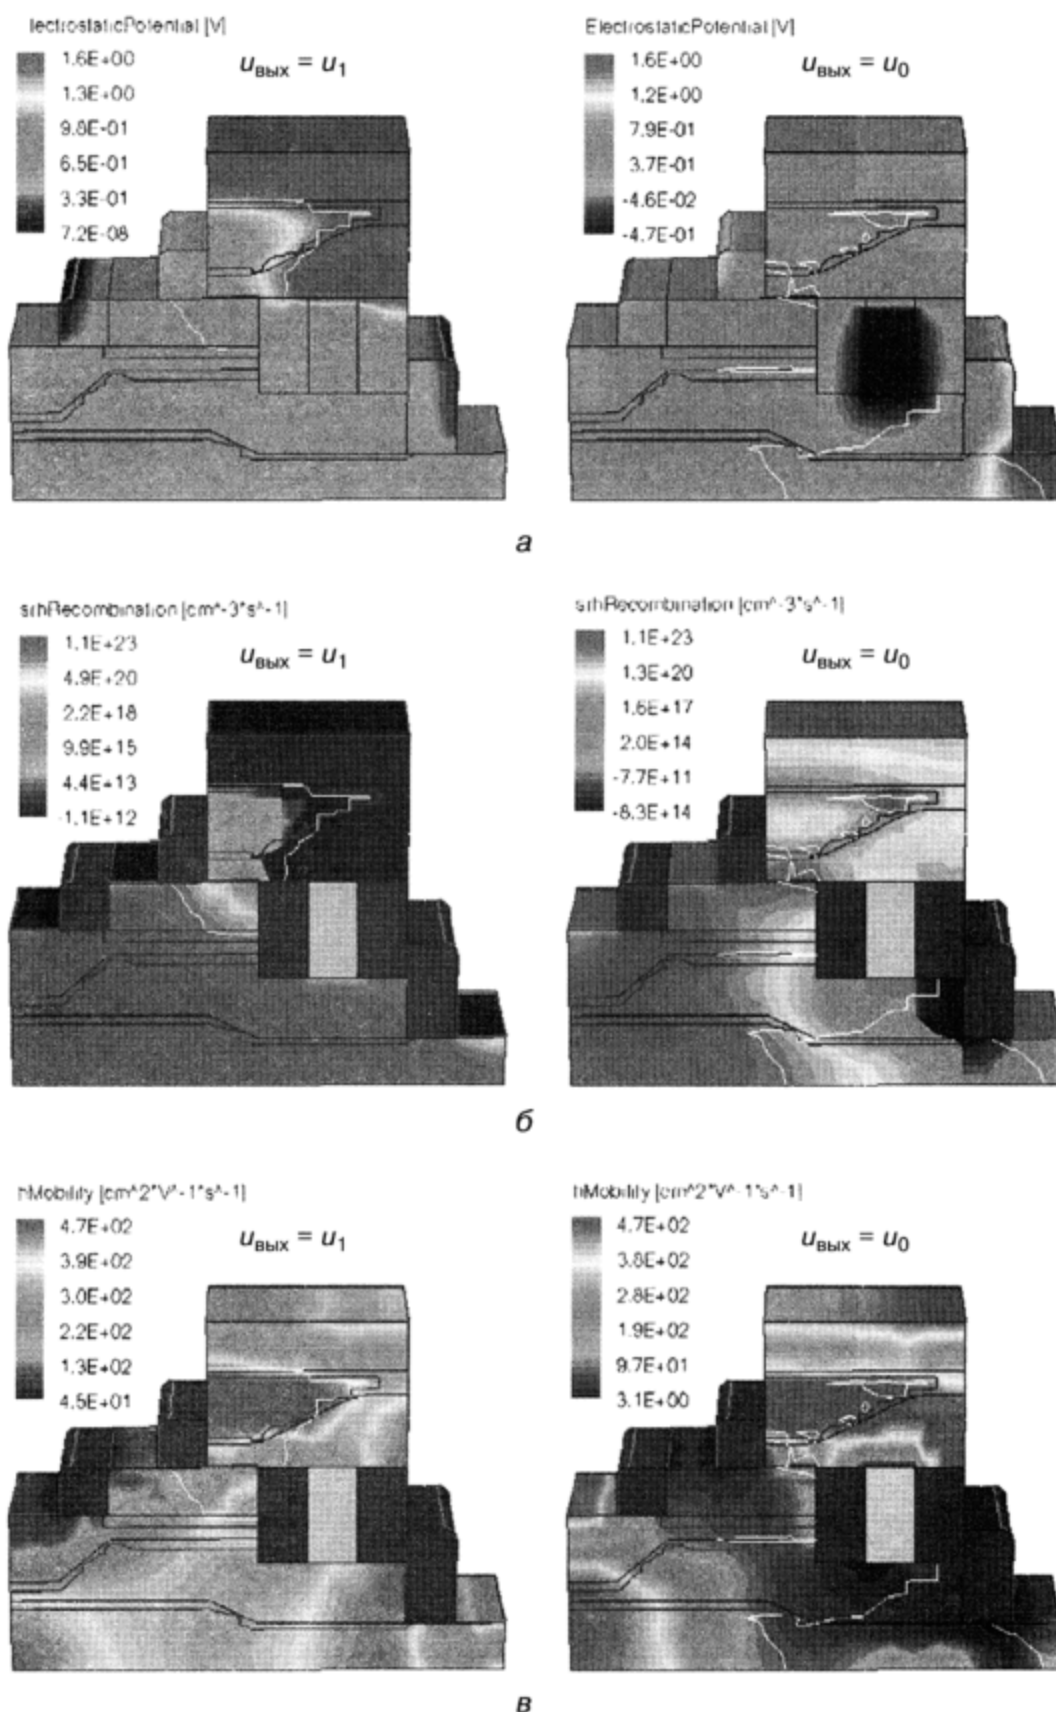 lectrostaticPotential [V]
1.6E+00
1.3E+00
9.8E-01
6.5E-01
3.3E-01
7.2E-08
uвых = u1
ElectrostaticPotential [V]
1.6E+00
1.2E+00
7.9E-01
3.7E-01
-4.6E-02
-4.7E-01
uвых = u0
а
srhRecombination [cm^-3*s^-1]
1.1E+23
4.9E+20
2.2E+18
9.9E+15
4.4E+13
-1.1E+12
uвых = u1
srhRecombination [cm^-3*s^-1]
1.1E+23
1.3E+20
1.6E+17
2.0E+14
-7.7E+11
-8.3E+14
uвых = u0
б
hMobility [cm^2*V^-1*s^-1]
4.7E+02
3.9E+02
3.0E+02
2.2E+02
1.3E+02
4.5E+01
uвых = u1
hMobility [cm^2*V^-1*s^-1]
4.7E+02
3.8E+02
2.8E+02
1.9E+02
9.7E+01
3.1E+00
uвых = u0
в